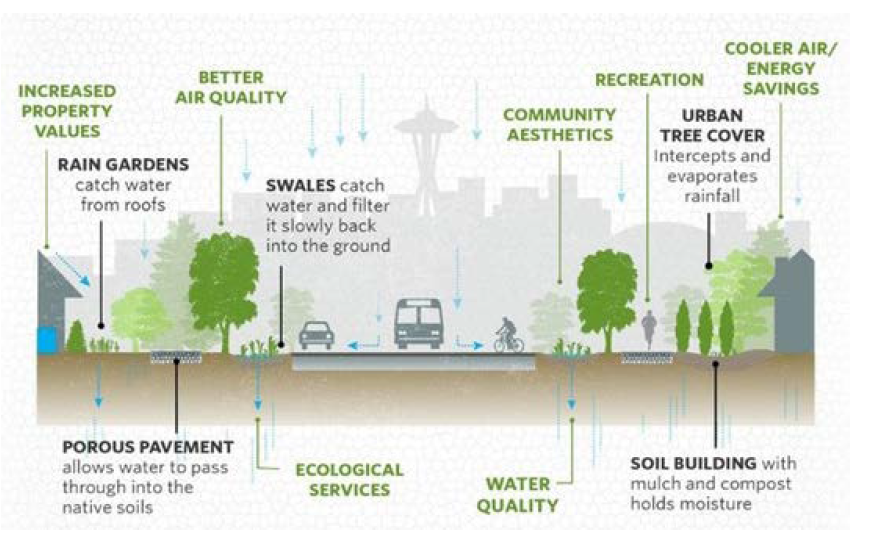 COOLER AIR/
ENERGY
SAVINGS
BETTER
AIR QUALITY
RECREATION
INCREASED
PROPERTY
VALUES
COMMUNITY
AESTHETICS
URBAN
TREE COVER
Intercepts and
evaporates
rainfall
RAIN GARDENS
catch water
from roofs
SWALES catch
water and filter
it slowly back
into the ground
POROUS PAVEMENT
allows water to pass
through into the
native soils
ECOLOGICAL
SERVICES
WATER
QUALITY
SOIL BUILDING with
mulch and compost
holds moisture